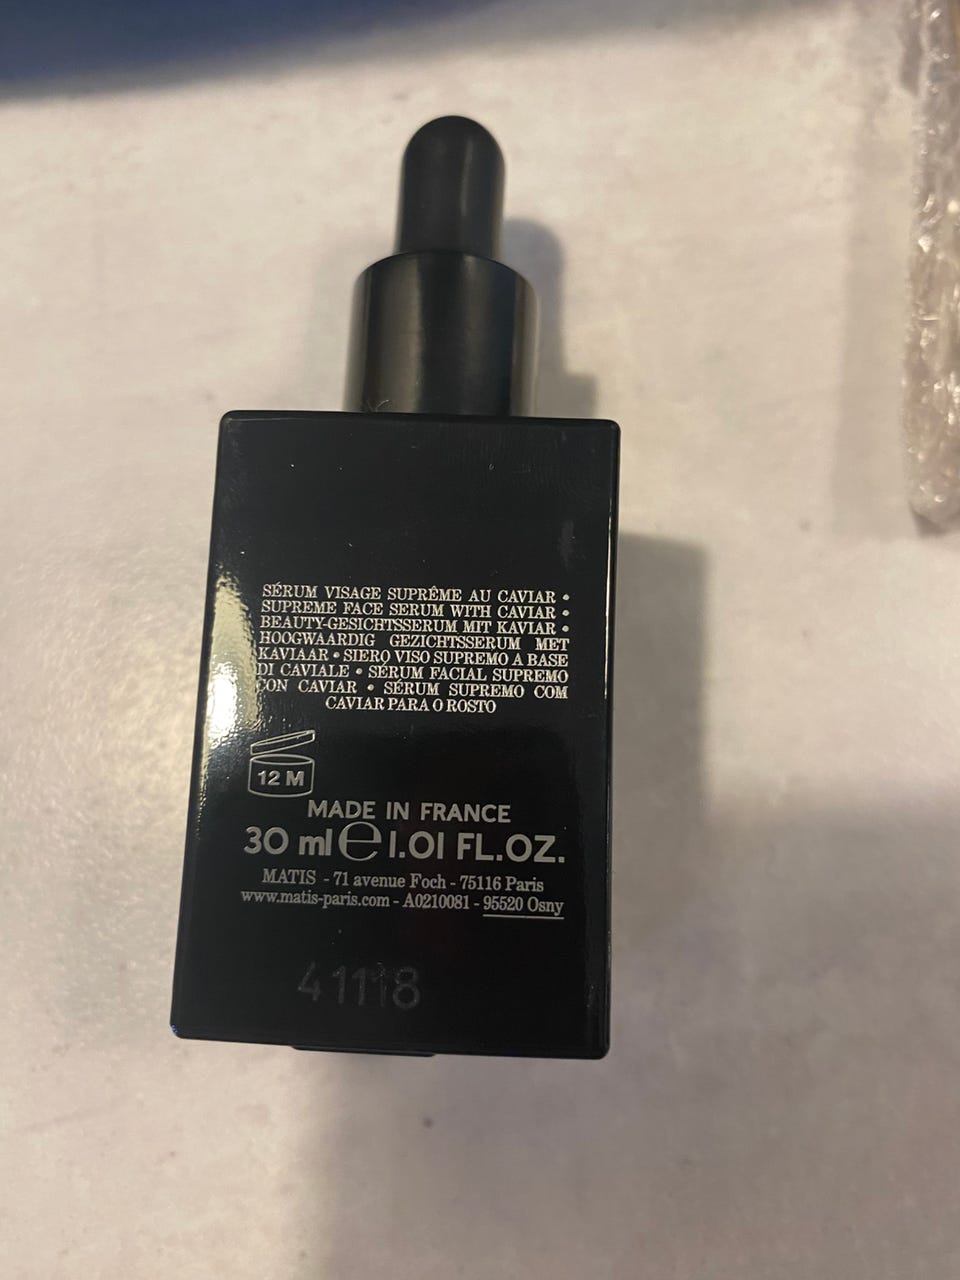 SÉRUM VISAGE SUPRÊME AU CAVIAR •
SUPREME FACE SERUM WITH CAVIAR •
BEAUTY-GESICHTSSERUM MIT KAVIAR •
HOOGWAARDIG GEZICHTSSERUM MET
KAVIAAR • SIERO VISO SUPREMO A BASE
DI CAVIALE • SÉRUM FACIAL SUPREMO
CON CAVIAR • SÉRUM SUPREMO COM
CAVIAR PARA O ROSTO
12 M
MADE IN FRANCE
30 ml e 1.01 FL.OZ.
MATIS - 71 avenue Foch - 75116 Paris
www.matis-paris.com - A0210081 - 95520 Osny
41118